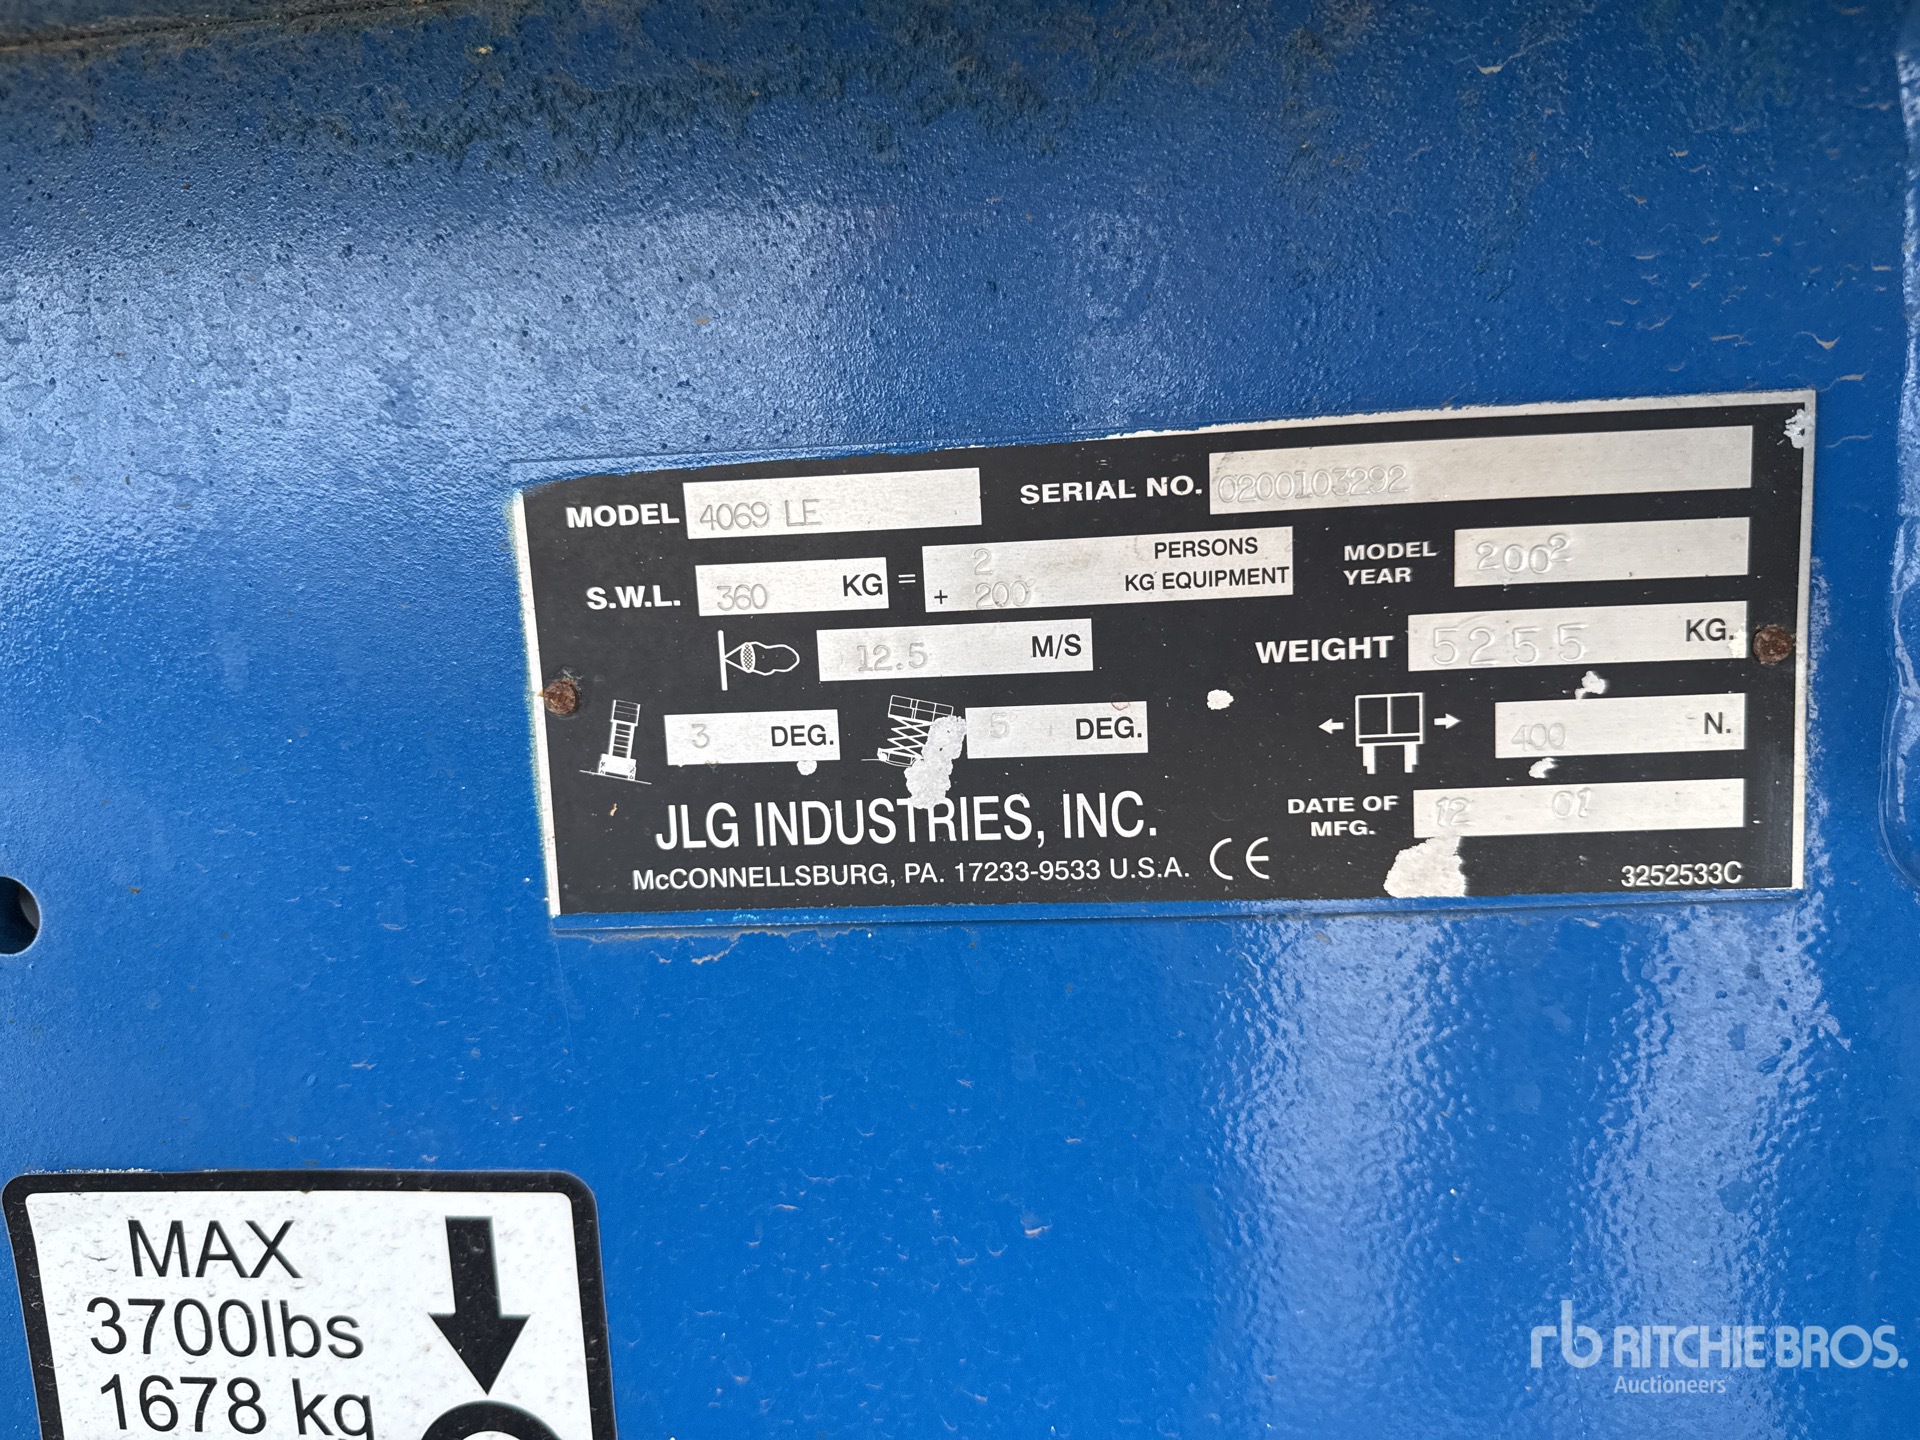 MODEL 4069 LE SERIAL NO. 0200103292
S.W.L. 360 KG = 2 PERSONS
+ 200 KG EQUIPMENT
MODEL YEAR 2002
12.5 M/S WEIGHT 5255 KG.
3 DEG. 5 DEG. 400 N.
JLG INDUSTRIES, INC.
DATE OF MFG. 12 01
McCONNELLSBURG, PA. 17233-9533 U.S.A. CE
3252533C
MAX
3700lbs
1678 kg
rb RITCHIE BROS.
Auctioneers